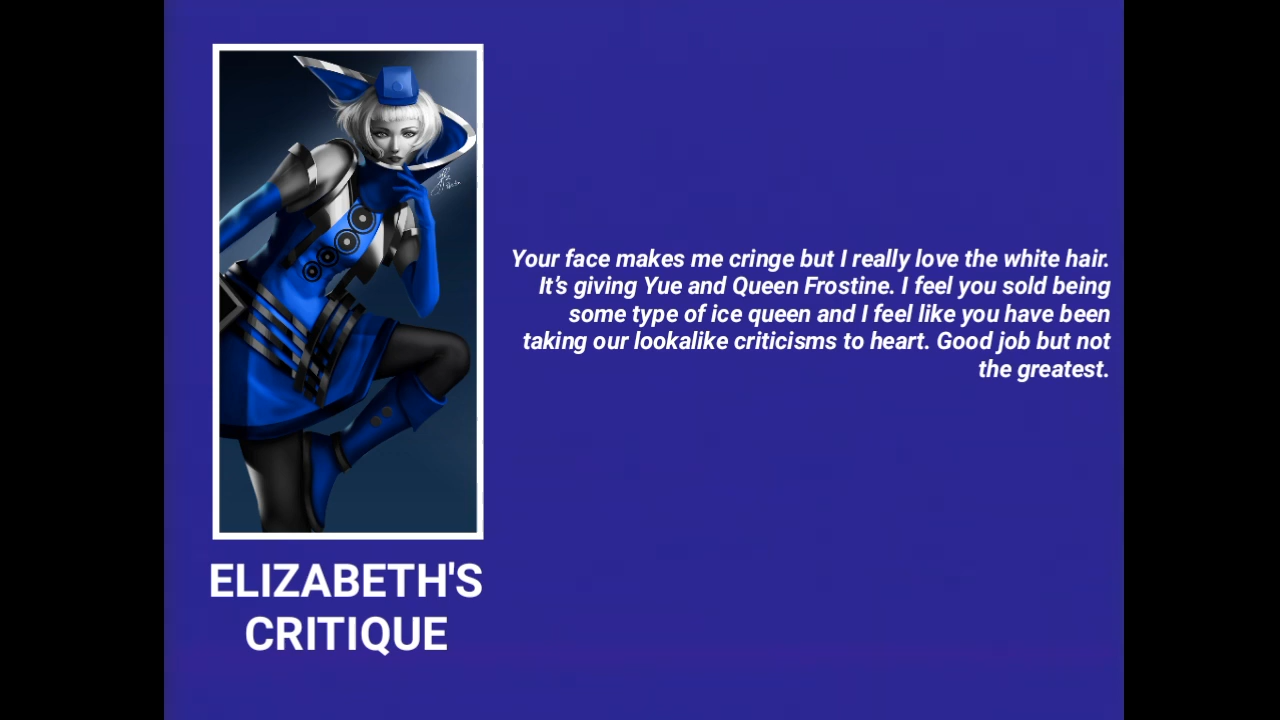 Your face makes me cringe but I really love the white hair.
It's giving Yue and Queen Frostine. I feel you sold being
some type of ice queen and I feel like you have been
taking our lookalike criticisms to heart. Good job but not
the greatest.
ELIZABETH'S
CRITIQUE